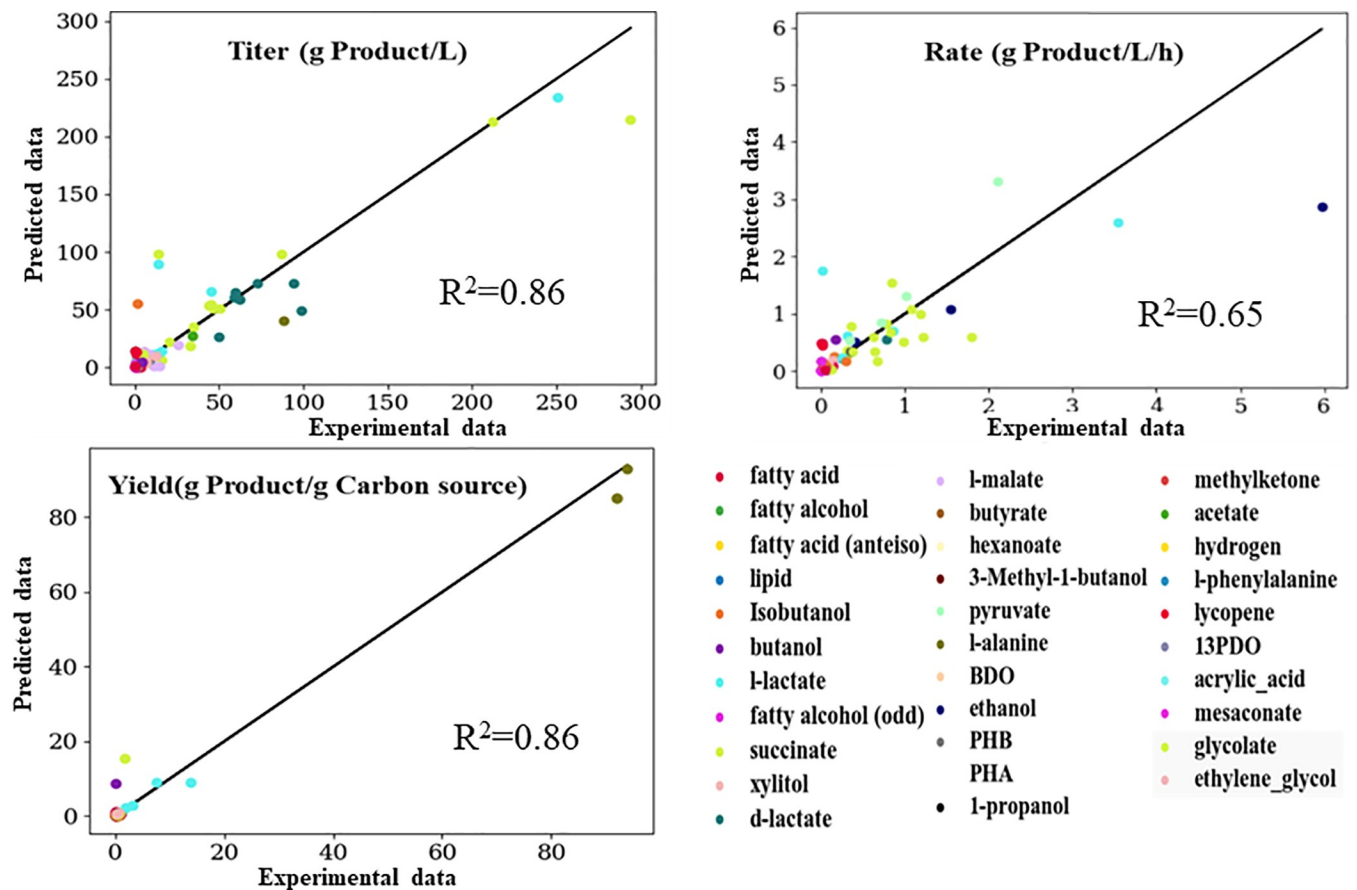 Titer (g Product/L)
300
250
200
150
100
50
0
Predicted data
R²=0.86
0 50 100 150 200 250 300
Experimental data
Rate (g Product/L/h)
6
5
4
3
2
1
0
Predicted data
R²=0.65
0 1 2 3 4 5 6
Experimental data
Yield(g Product/g Carbon source)
80
60
40
20
0
Predicted data
R²=0.86
0 20 40 60 80
Experimental data
fatty acid
fatty alcohol
fatty acid (anteiso)
lipid
Isobutanol
butanol
l-lactate
fatty alcohol (odd)
succinate
xylitol
d-lactate
l-malate
butyrate
hexanoate
3-Methyl-1-butanol
pyruvate
l-alanine
BDO
ethanol
PHB
PHA
1-propanol
methylketone
acetate
hydrogen
l-phenylalanine
lycopene
13PDO
acrylic_acid
mesaconate
glycolate
ethylene_glycol